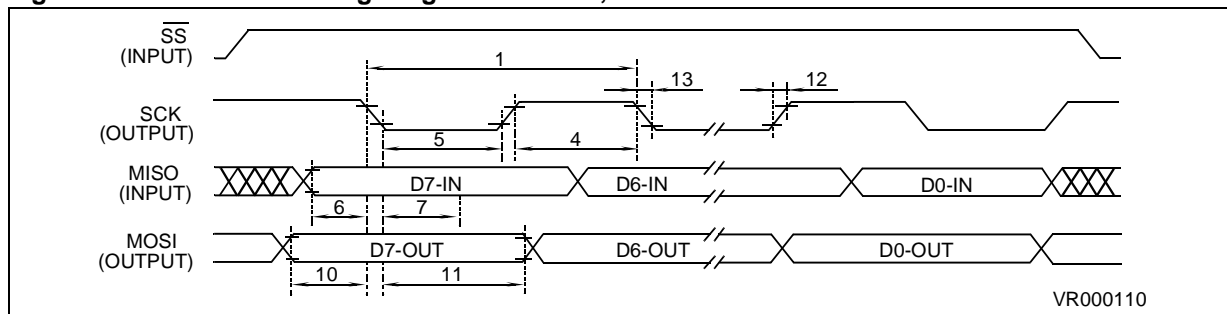 SS
(INPUT)
1
13
12
SCK
(OUTPUT)
5
4
MISO
(INPUT)
D7-IN
D6-IN
D0-IN
6
7
MOSI
(OUTPUT)
D7-OUT
D6-OUT
D0-OUT
10
11
VR000110